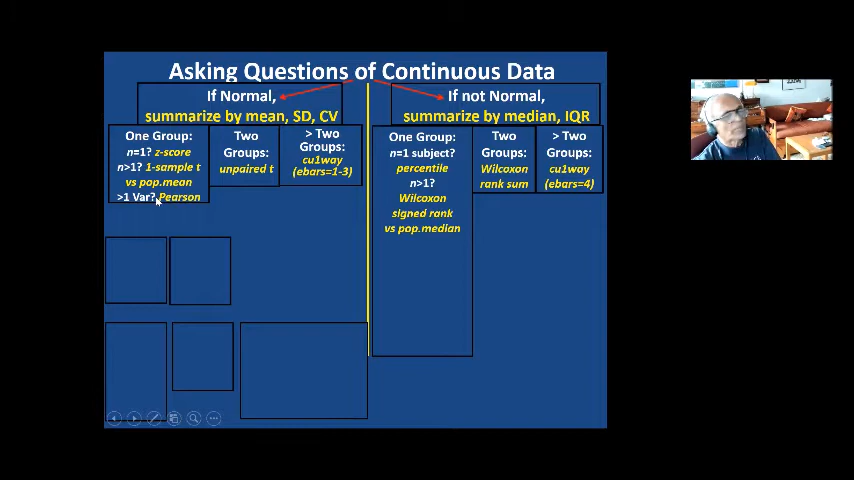 Asking Questions of Continuous Data
If Normal,
summarize by mean, SD, CV
One Group:
n=1? z-score
n>1? 1-sample t
vs pop.mean
>1 Var? Pearson
Two
Groups:
unpaired t
> Two
Groups:
cu1way
(ebars=1-3)
If not Normal,
summarize by median, IQR
One Group:
n=1 subject?
percentile
n>1?
Wilcoxon
signed rank
vs pop.median
Two
Groups:
Wilcoxon
rank sum
> Two
Groups:
cu1way
(ebars=4)